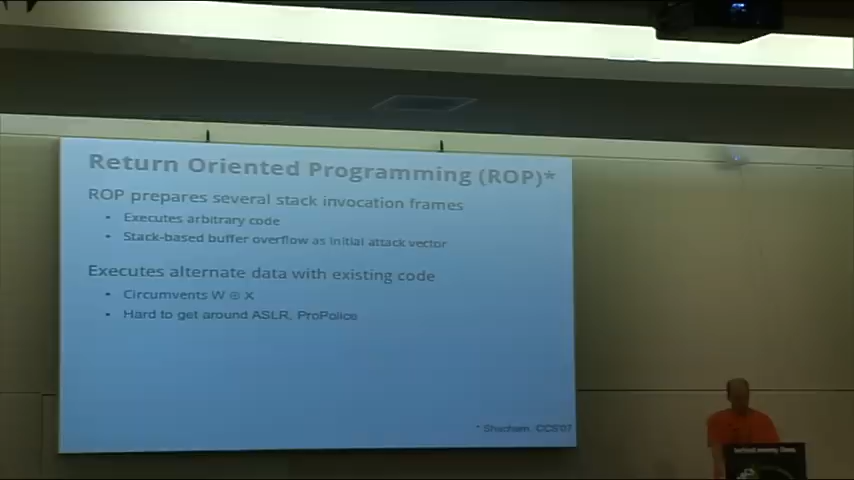 Return Oriented Programming (ROP)*
ROP prepares several stack invocation frames
• Executes arbitrary code
• Stack-based buffer overflow as initial attack vector
Executes alternate data with existing code
• Circumvents W ⊕ X
• Hard to get around ASLR, ProPolice
* Shacham, CCS'07